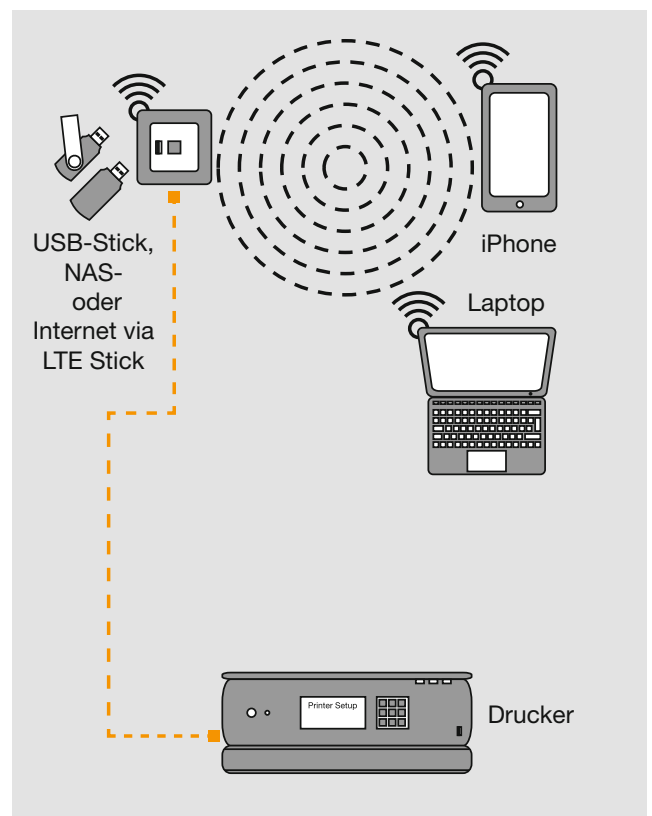 USB-Stick,
NAS-
oder
Internet via
LTE Stick
iPhone
Laptop
Printer Setup
Drucker